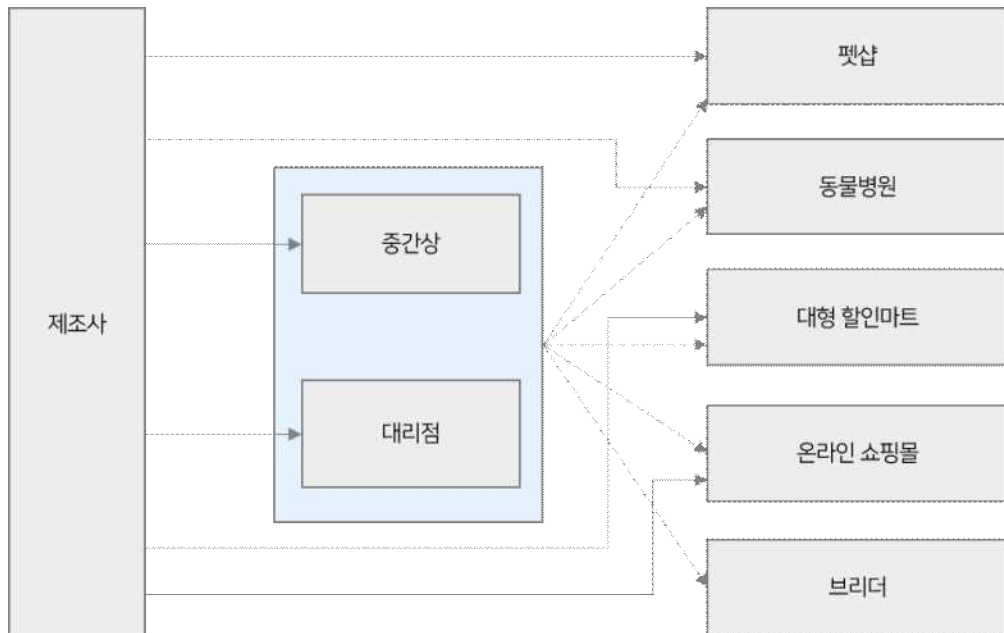 제조사
중간상
대리점
펫샵
동물병원
대형 할인마트
온라인 쇼핑몰
브리더